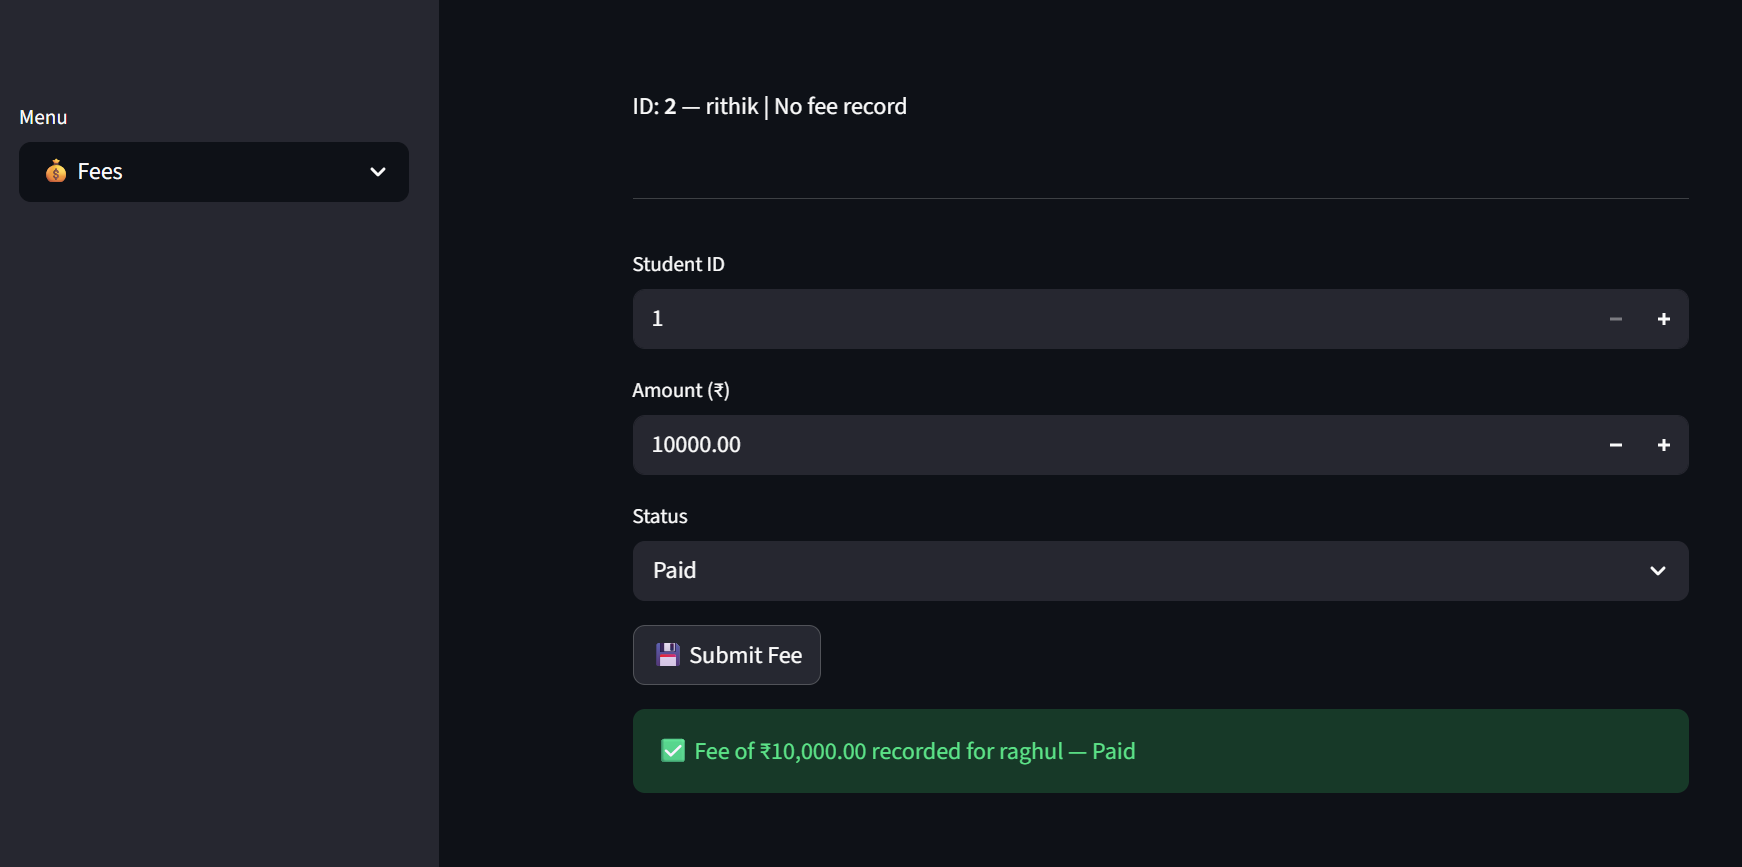 Menu
💰 Fees
ID: 2 — rithik | No fee record
Student ID
1
Amount (₹)
10000.00
Status
Paid
💾 Submit Fee
✅ Fee of ₹10,000.00 recorded for raghul — Paid